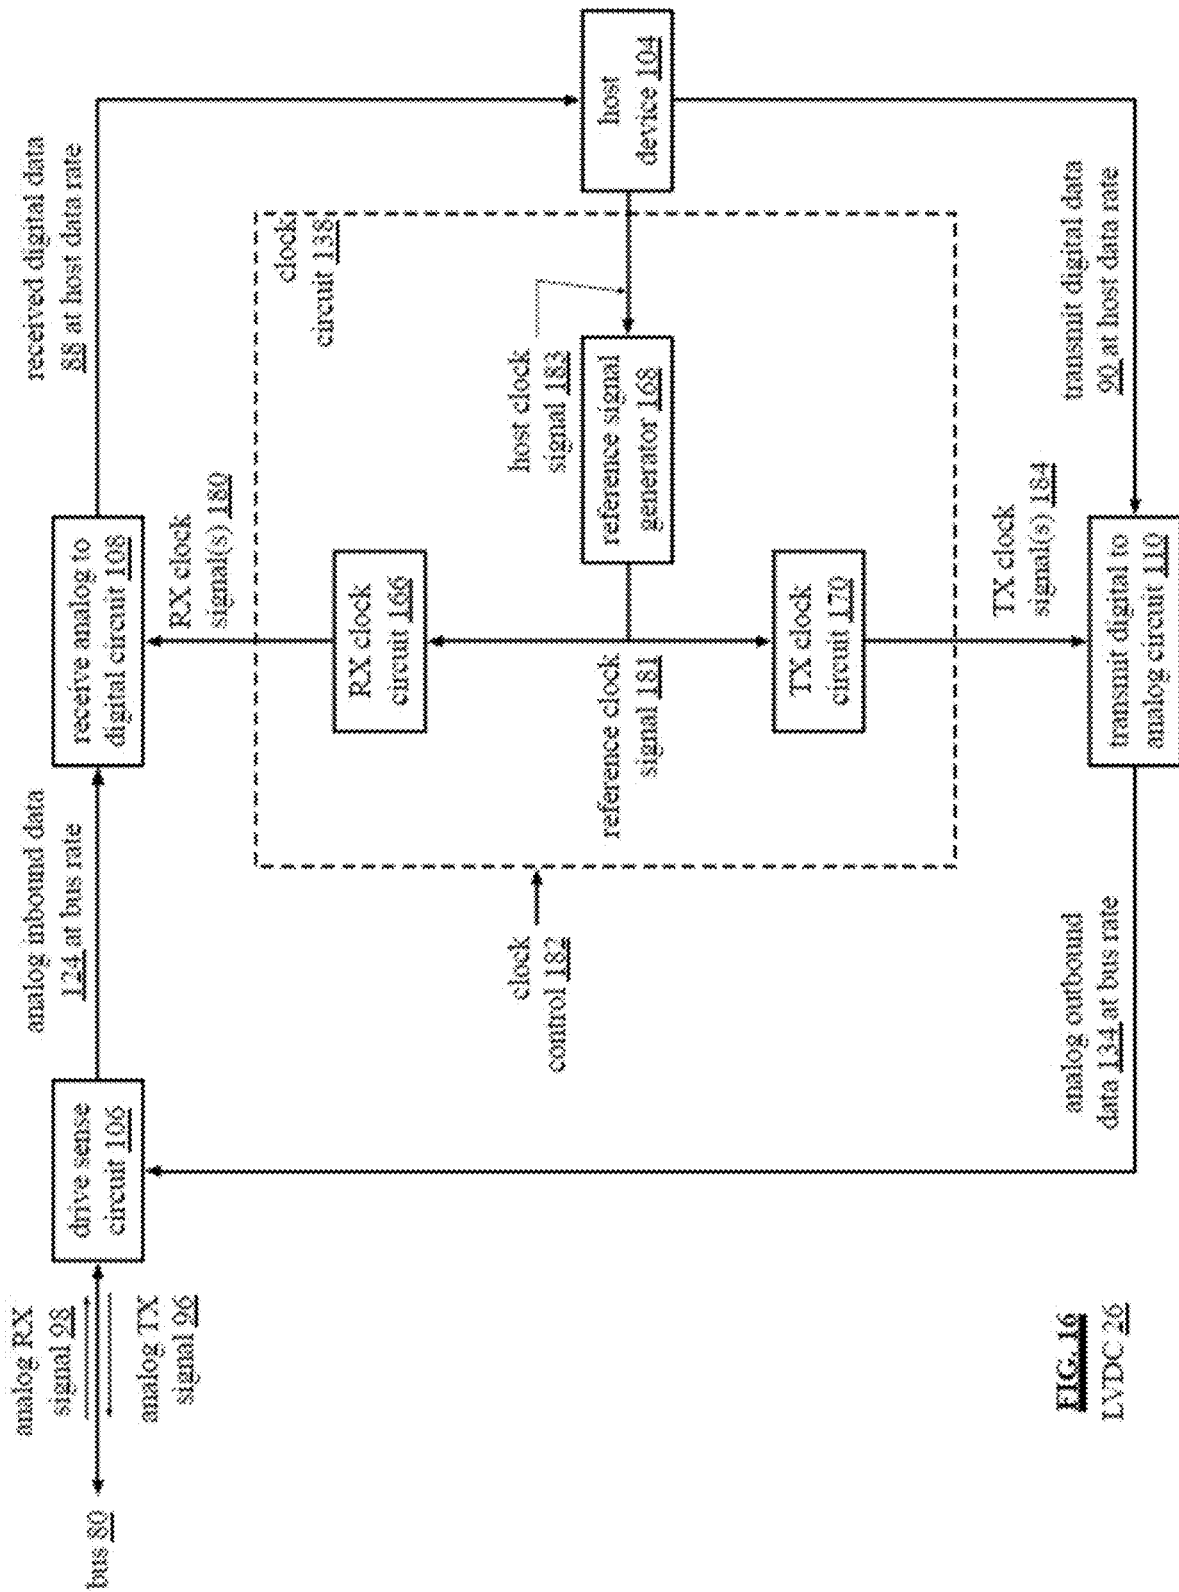 bus 80
analog RX
signal 98
analog TX
signal 96
drive sense
circuit 106
analog inbound data
124 at bus rate
receive analog to
digital circuit 108
received digital data
88 at host data rate
RX clock
signal(s) 180
clock
circuit 138
RX clock
circuit 166
host clock
signal 183
host
device 104
reference signal
generator 168
reference clock
signal 181
clock
control 182
TX clock
circuit 170
TX clock
signal(s) 184
transmit digital data
90 at host data rate
transmit digital to
analog circuit 110
analog outbound
data 134 at bus rate
FIG. 16
LVDC 26